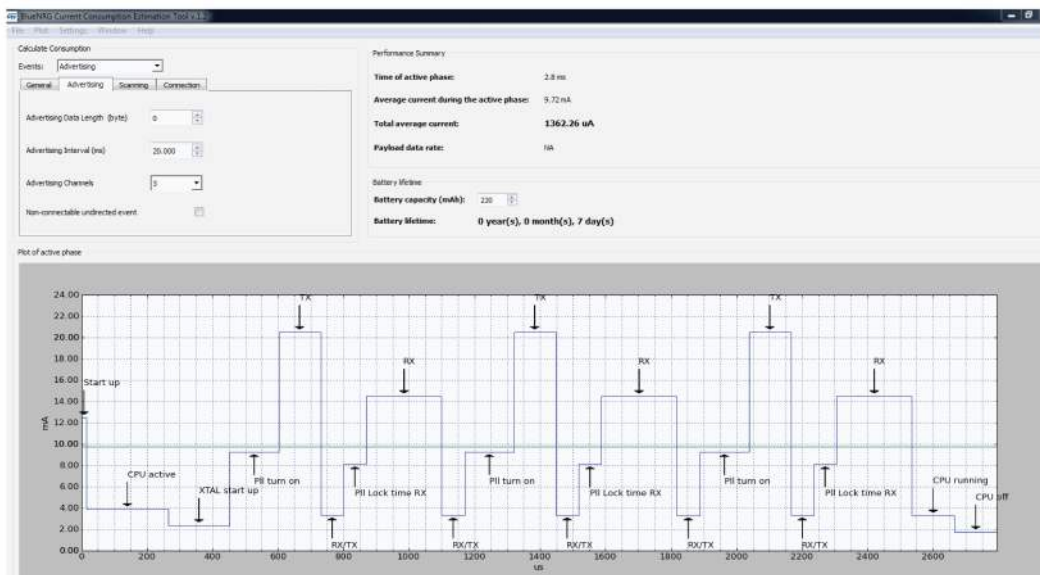 BlueNRG Current Consumption Estimation Tool v.1.
File Plot Settings Window Help
Calculate Consumption
Events: Advertising
General Advertising Scanning Connection
Advertising Data Length (byte) 0
Advertising Interval (ms) 20.000
Advertising Channels 3
Non-connectable undirected event
Performance Summary
Time of active phase: 2.8 ms
Average current during the active phase: 9.72 mA
Total average current: 1362.26 uA
Payload data rate: NA
Battery lifetime
Battery capacity (mAh): 220
Battery lifetime: 0 year(s), 0 month(s), 7 day(s)
Plot of active phase
24.00
22.00
20.00
18.00
16.00
14.00
12.00
10.00
8.00
6.00
4.00
2.00
0.00
mA
TX TX TX
RX RX RX
Start up
CPU active
XTAL start up
Pll turn on Pll turn on Pll turn on
Pll Lock time RX Pll Lock time RX Pll Lock time RX
CPU running
CPU off
RX/TX RX/TX RX/TX RX/TX RX/TX
0 200 400 600 800 1000 1200 1400 1600 1800 2000 2200 2400 2600
us